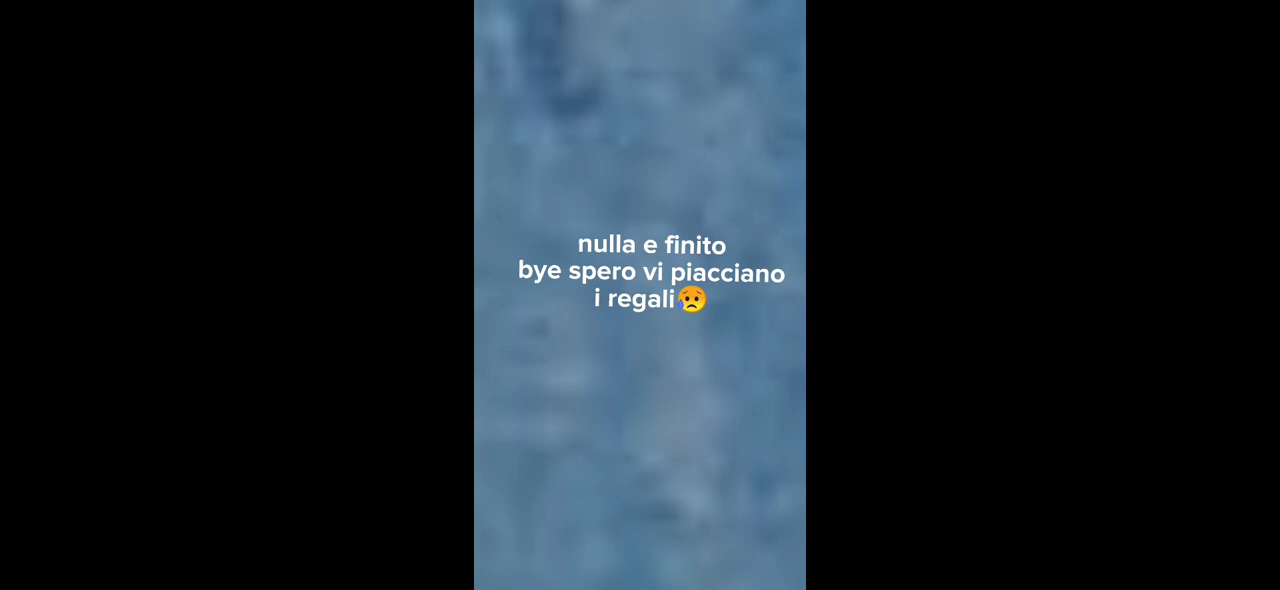 nulla e finito
bye spero vi piacciano
i regali😥